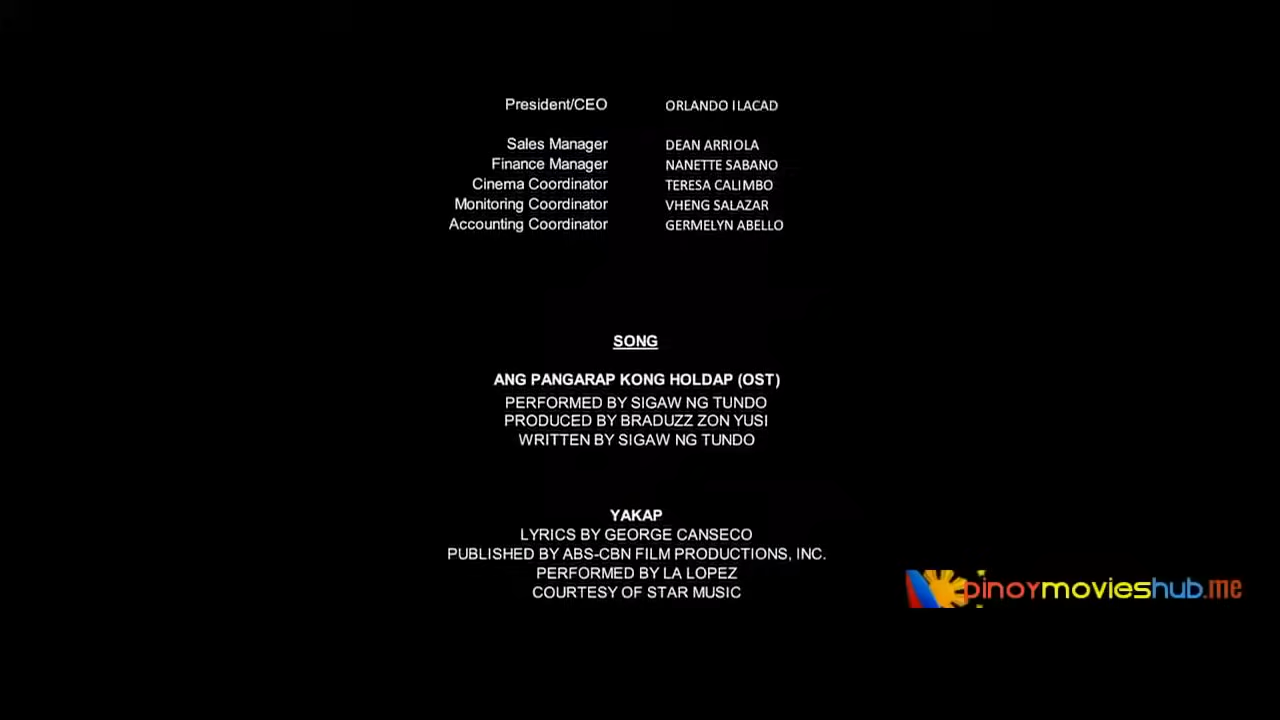 President/CEO ORLANDO ILACAD
Sales Manager DEAN ARRIOLA
Finance Manager NANETTE SABANO
Cinema Coordinator TERESA CALIMBO
Monitoring Coordinator VHENG SALAZAR
Accounting Coordinator GERMELYN ABELLO
SONG
ANG PANGARAP KONG HOLDAP (OST)
PERFORMED BY SIGAW NG TUNDO
PRODUCED BY BRADUZZ ZON YUSI
WRITTEN BY SIGAW NG TUNDO
YAKAP
LYRICS BY GEORGE CANSECO
PUBLISHED BY ABS-CBN FILM PRODUCTIONS, INC.
PERFORMED BY LA LOPEZ
COURTESY OF STAR MUSIC
pinoymovieshub.me